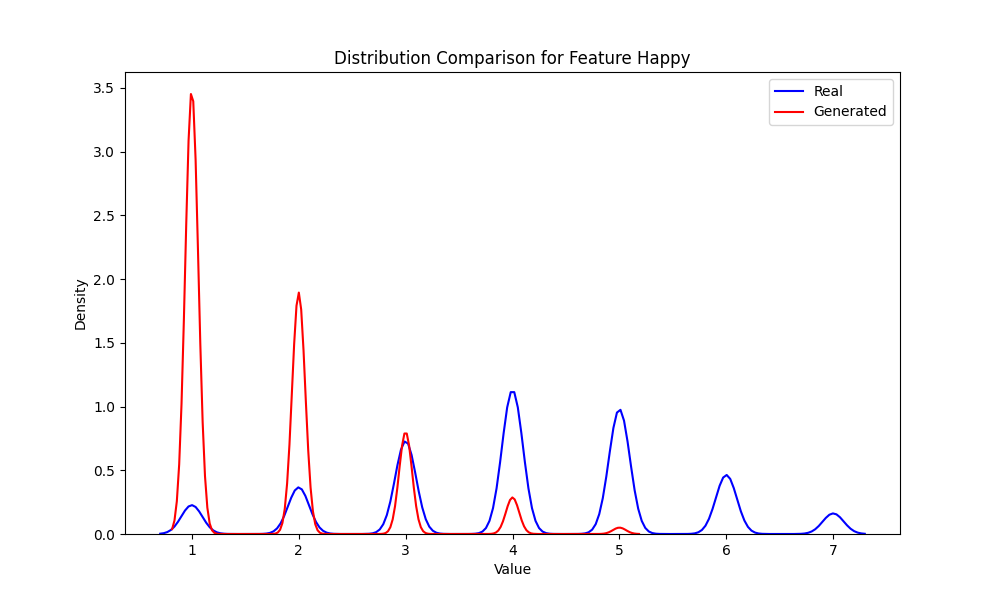 Distribution Comparison for Feature Happy
Real
Generated
3.5
3.0
2.5
2.0
1.5
1.0
0.5
0.0
Density
1 2 3 4 5 6 7
Value